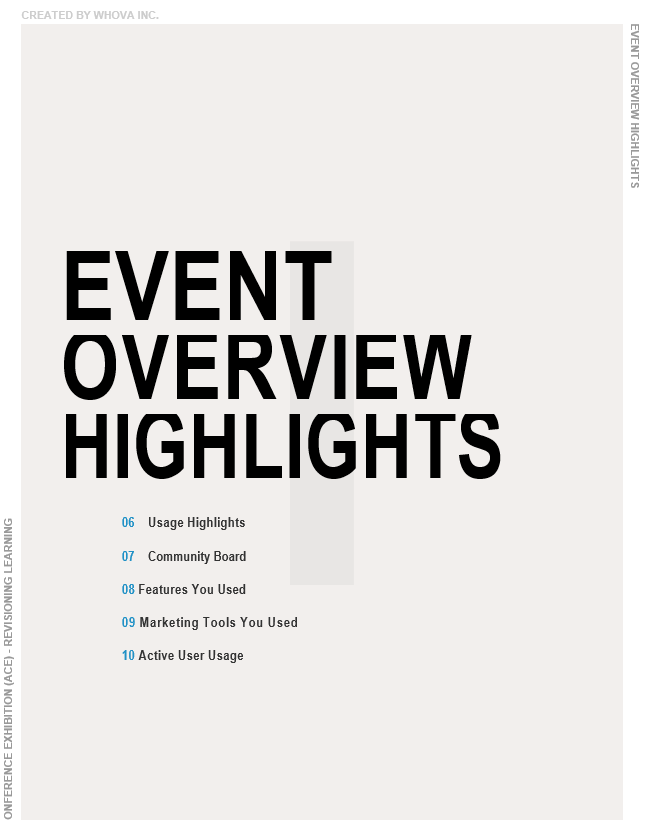 CREATED BY WHOVA INC.
EVENT OVERVIEW HIGHLIGHTS
EVENT
OVERVIEW
HIGHLIGHTS
06 Usage Highlights
07 Community Board
08 Features You Used
09 Marketing Tools You Used
10 Active User Usage
ONFERENCE EXHIBITION (ACE) - REVISIONING LEARNING